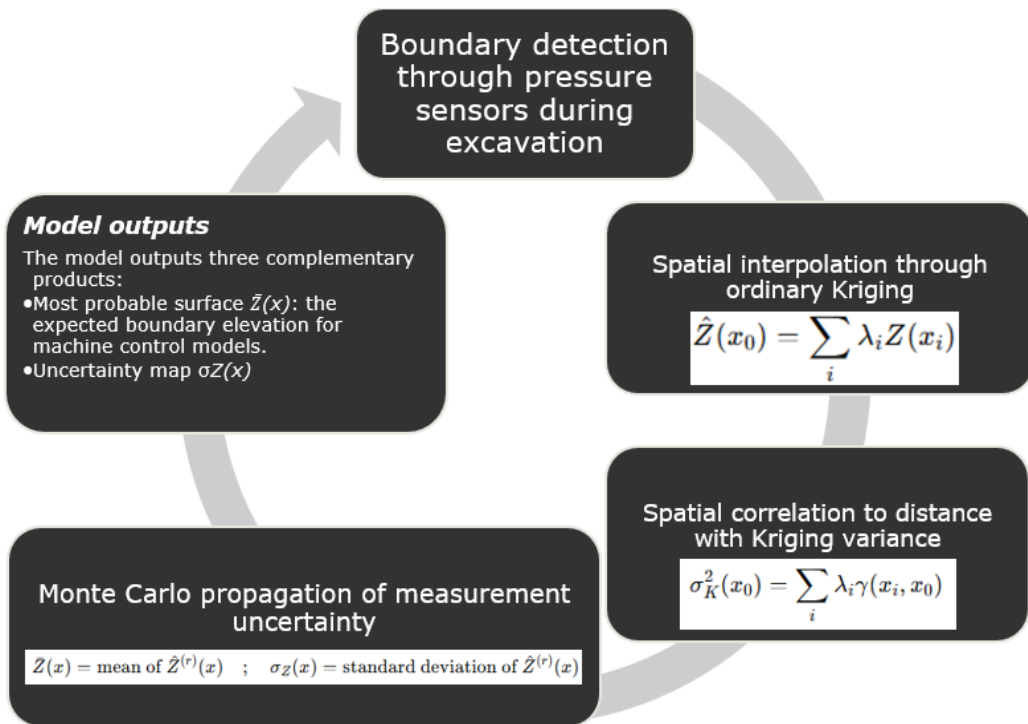 Boundary detection
through pressure
sensors during
excavation
Spatial interpolation through
ordinary Kriging
Ẑ(x₀) = ∑ᵢ λᵢZ(xᵢ)
Spatial correlation to distance
with Kriging variance
σ²_K(x₀) = ∑ᵢ λᵢγ(xᵢ, x₀)
Monte Carlo propagation of measurement
uncertainty
Z̄(x) = mean of Ẑ⁽ʳ⁾(x) ; σ_Z(x) = standard deviation of Ẑ⁽ʳ⁾(x)
Model outputs
The model outputs three complementary
products:
•Most probable surface Z̄(x): the
expected boundary elevation for
machine control models.
•Uncertainty map σZ(x)